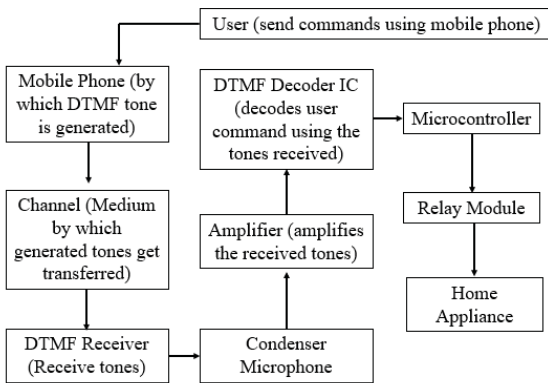 User (send commands using mobile phone)
Mobile Phone (by
which DTMF tone
is generated)
Channel (Medium
by which
generated tones get
transferred)
DTMF Receiver
(Receive tones)
Condenser
Microphone
Amplifier (amplifies
the received tones)
DTMF Decoder IC
(decodes user
command using the
tones received)
Microcontroller
Relay Module
Home
Appliance